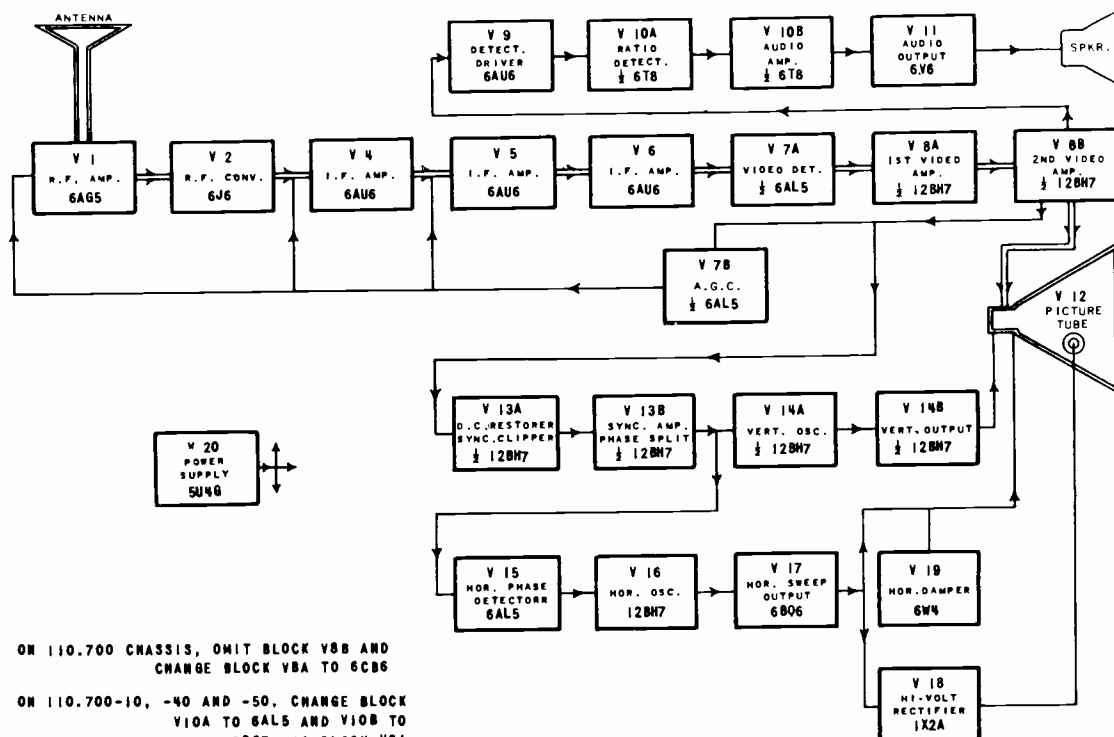 ANTENNA
V 9
DETECT.
DRIVER
6AU6
V 10A
RATIO
DETECT.
½ 6T8
V 10B
AUDIO
AMP.
½ 6T8
V 11
AUDIO
OUTPUT
6V6
SPKR.
V 1
R.F. AMP.
6AG5
V 2
R.F. CONV.
6J6
V 4
I.F. AMP.
6AU6
V 5
I.F. AMP.
6AU6
V 6
I.F. AMP.
6AU6
V 7A
VIDEO DET.
½ 6AL5
V 8A
1ST VIDEO
AMP.
½ 12BH7
V 8B
2ND VIDEO
AMP.
½ 12BH7
V 7B
A.G.C.
½ 6AL5
V 12
PICTURE
TUBE
V 13A
D.C. RESTORER
SYNC. CLIPPER
½ 12BH7
V 13B
SYNC. AMP.
PHASE SPLIT
½ 12BH7
V 14A
VERT. OSC.
½ 12BH7
V 14B
VERT. OUTPUT
½ 12BH7
V 20
POWER
SUPPLY
5U4G
V 15
HOR. PHASE
DETECTORR
6AL5
V 16
HOR. OSC.
12BH7
V 17
HOR. SWEEP
OUTPUT
6BQ6
V 19
HOR. DAMPER
6W4
V 18
HI-VOLT
RECTIFIER
1X2A
ON 110.700 CHASSIS, OMIT BLOCK V8B AND
CHANGE BLOCK V8A TO 6CB6
ON 110.700-10, -40 AND -50, CHANGE BLOCK
V10A TO 6AL5 AND V10B TO